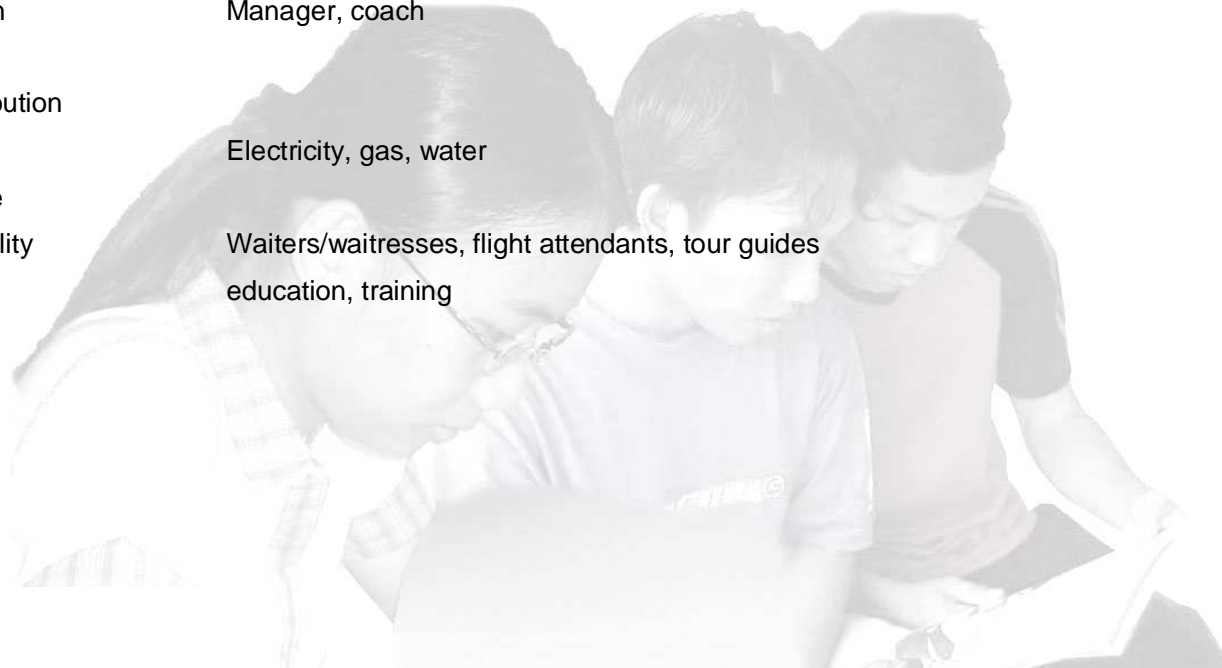 Manager, coach
Electricity, gas, water
Waiters/waitresses, flight attendants, tour guides
education, training